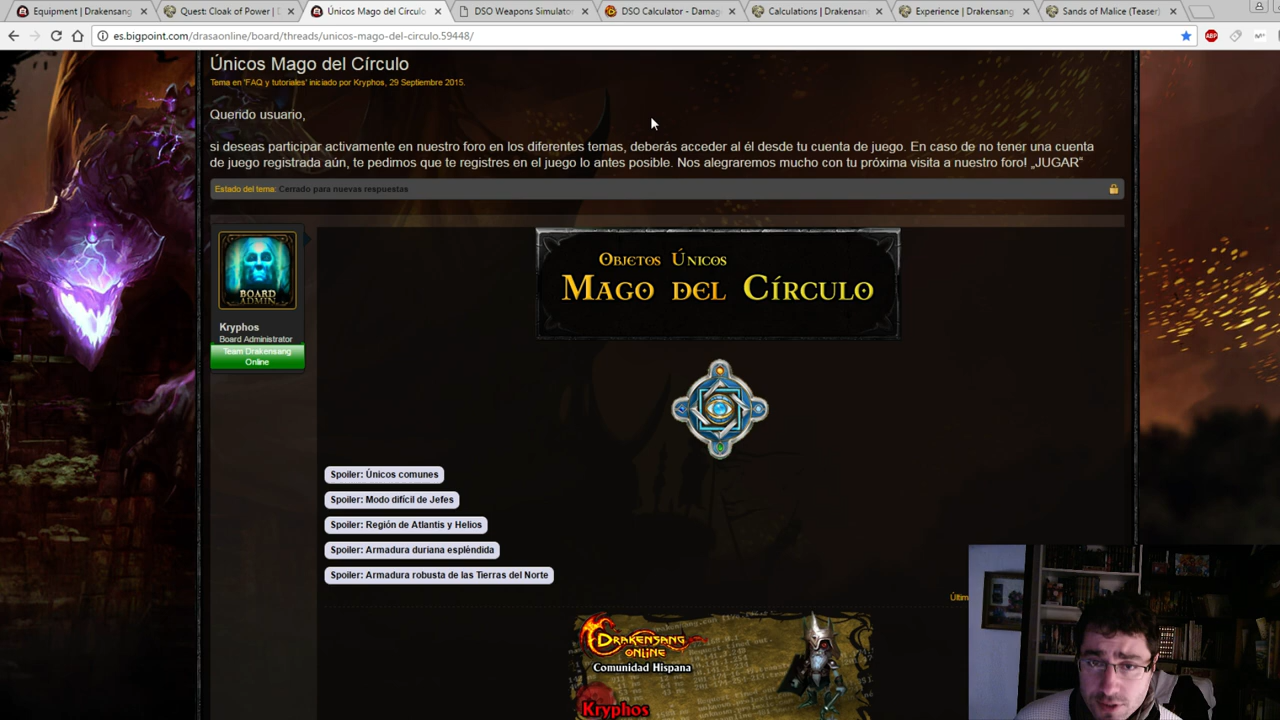 Equipment | Drakensang
Quest: Cloak of Power | D
Únicos Mago del Círculo
DSO Weapons Simulator
DSO Calculator - Damag
Calculations | Drakensan
Experience | Drakensang
Sands of Malice (Teaser)
es.bigpoint.com/drasaonline/board/threads/unicos-mago-del-circulo.59448/
ABP
Únicos Mago del Círculo
Tema en 'FAQ y tutoriales' iniciado por Kryphos, 29 Septiembre 2015.
Querido usuario,
si deseas participar activamente en nuestro foro en los diferentes temas, deberás acceder al él desde tu cuenta de juego. En caso de no tener una cuenta
de juego registrada aún, te pedimos que te registres en el juego lo antes posible. Nos alegraremos mucho con tu próxima visita a nuestro foro! „JUGAR“
Estado del tema: Cerrado para nuevas respuestas
BOARD
ADMIN
Kryphos
Board Administrator
Team Drakensang
Online
Objetos Únicos
Mago del Círculo
Spoiler: Únicos comunes
Spoiler: Modo difícil de Jefes
Spoiler: Región de Atlantis y Helios
Spoiler: Armadura duriana espléndida
Spoiler: Armadura robusta de las Tierras del Norte
Últim
Drakensang
Online
Comunidad Hispana
Kryphos